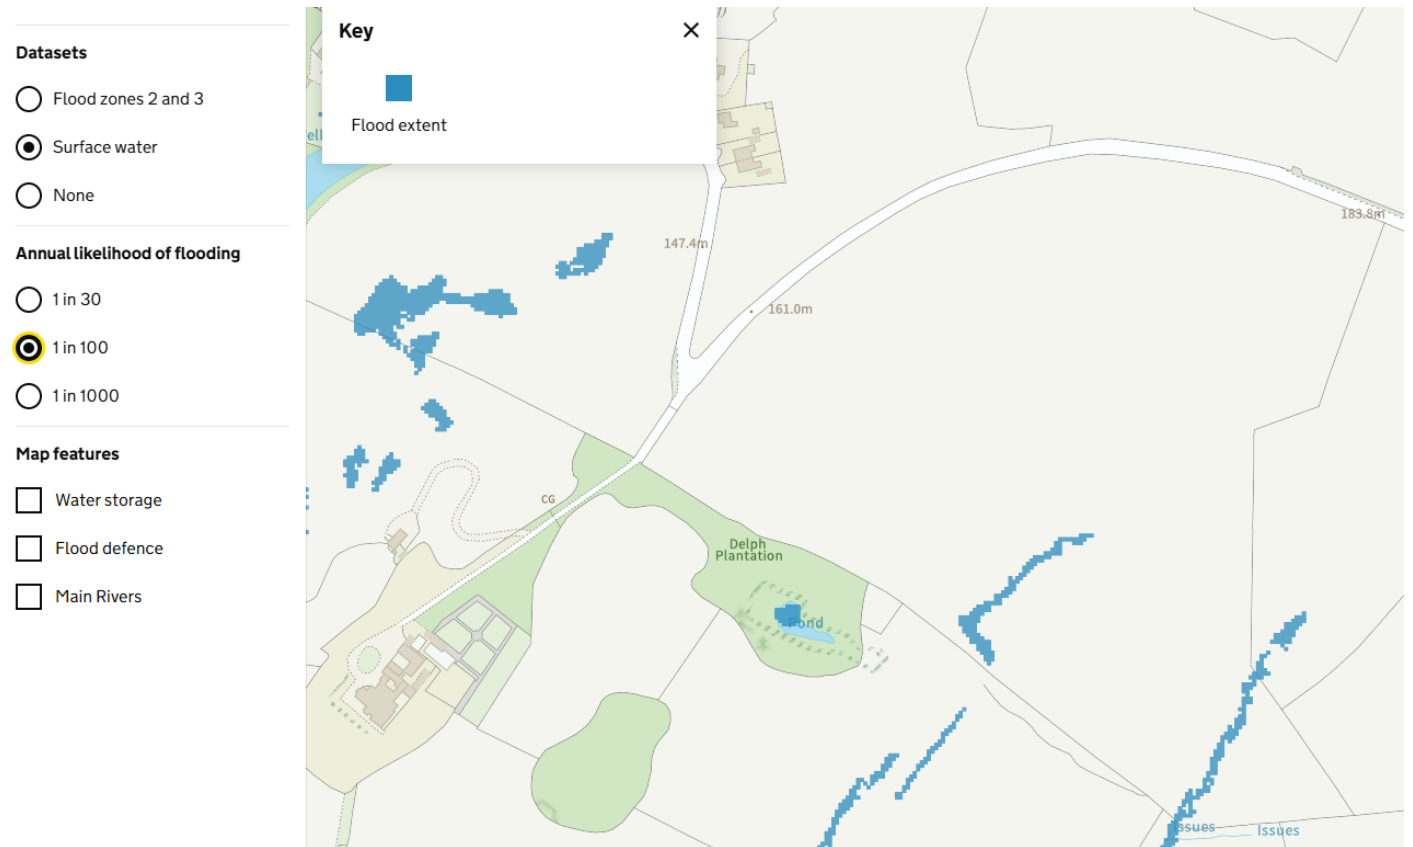 Datasets
Flood zones 2 and 3
Surface water
None
Annual likelihood of flooding
1 in 30
1 in 100
1 in 1000
Map features
Water storage
Flood defence
Main Rivers
Key
Flood extent
183.8m
147.4m
161.0m
CG
Delph
Plantation
Pond
Issues
Issues